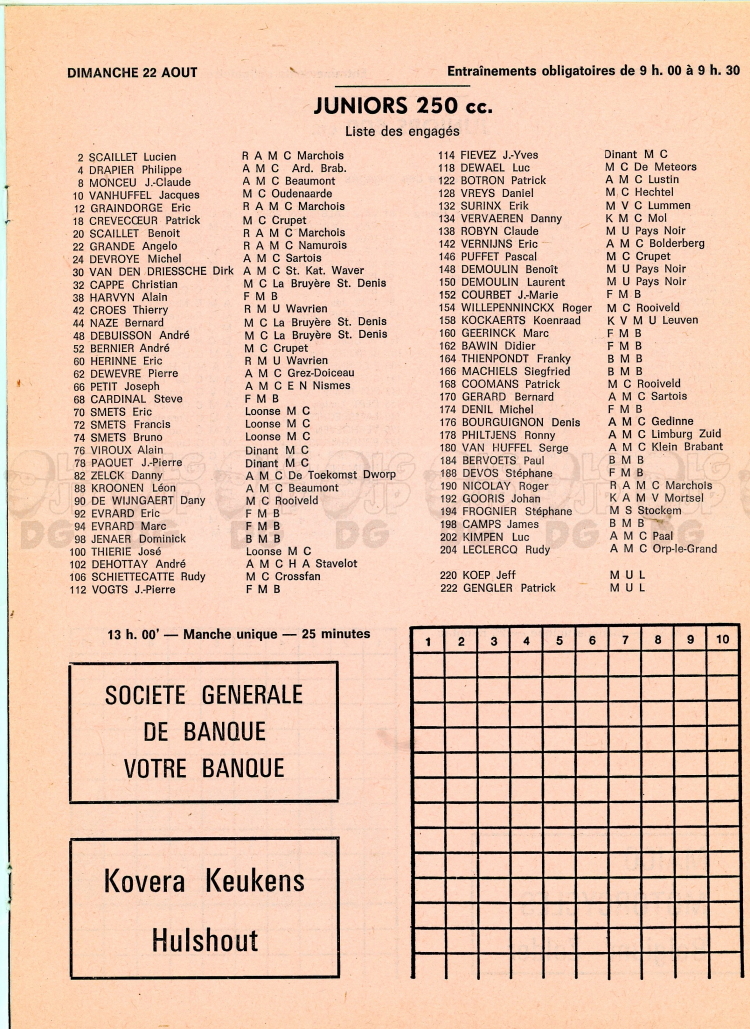 DIMANCHE 22 AOUT
Entraînements obligatoires de 9 h. 00 à 9 h. 30
JUNIORS 250 cc.
Liste des engagés
2 SCAILLET Lucien R A M C Marchois
4 DRAPIER Philippe A M C Ard. Brab.
8 MONCEU J.-Claude A M C Beaumont
10 VANHUFFEL Jacques M C Oudenaarde
12 GRAINDORGE Eric R A M C Marchois
18 CREVECŒUR Patrick M C Crupet
20 SCAILLET Benoit R A M C Marchois
22 GRANDE Angelo R A M C Namurois
24 DEVROYE Michel A M C Sartois
30 VAN DEN DRIESSCHE Dirk A M C St. Kat. Waver
32 CAPPE Christian M C La Bruyère St. Denis
38 HARVYN Alain F M B
42 CROES Thierry R M U Wavrien
44 NAZE Bernard M C La Bruyère St. Denis
48 DEBUISSON André M C La Bruyère St. Denis
52 BERNIER André M C Crupet
60 HERINNE Eric R M U Wavrien
62 DEWEVRE Pierre A M C Grez-Doiceau
66 PETIT Joseph A M C E N Nismes
68 CARDINAL Steve F M B
70 SMETS Eric Loonse M C
72 SMETS Francis Loonse M C
74 SMETS Bruno Loonse M C
76 VIROUX Alain Dinant M C
78 PAQUET J.-Pierre Dinant M C
82 ZELCK Danny A M C De Toekomst Dworp
88 KROONEN Léon A M C Beaumont
90 DE WIJNGAERT Dany M C Rooiveld
92 EVRARD Eric F M B
94 EVRARD Marc F M B
98 JENAER Dominick B M B
100 THIERIE José Loonse M C
102 DEHOTTAY André A M C H A Stavelot
106 SCHIETTECATTE Rudy M C Crossfan
112 VOGTS J.-Pierre F M B
114 FIEVEZ J.-Yves Dinant M C
118 DEWAEL Luc M C De Meteors
122 BOTRON Patrick A M C Lustin
128 VREYS Daniel M C Hechtel
132 SURINX Erik M V C Lummen
134 VERVAEREN Danny K M C Mol
138 ROBYN Claude M U Pays Noir
142 VERNIJNS Eric A M C Bolderberg
146 PUFFET Pascal M C Crupet
148 DEMOULIN Benoît M U Pays Noir
150 DEMOULIN Laurent M U Pays Noir
152 COURBET J.-Marie F M B
154 WILLEPENNINCKX Roger M C Rooiveld
158 KOCKAERTS Koenraad K V M U Leuven
160 GEERINCK Marc F M B
162 BAWIN Didier F M B
164 THIENPONDT Franky B M B
166 MACHIELS Siegfried B M B
168 COOMANS Patrick M C Rooiveld
170 GERARD Bernard A M C Sartois
174 DENIL Michel F M B
176 BOURGUIGNON Denis A M C Gedinne
178 PHILTJENS Ronny A M C Limburg Zuid
180 VAN HUFFEL Serge A M C Klein Brabant
184 BERVOETS Paul B M B
188 DEVOS Stéphane F M B
190 NICOLAY Roger R A M C Marchois
192 GOORIS Johan K A M V Mortsel
194 FROGNIER Stéphane M S Stockem
198 CAMPS James B M B
202 KIMPEN Luc A M C Paal
204 LECLERCQ Rudy A M C Orp-le-Grand
220 KOEP Jeff M U L
222 GENGLER Patrick M U L
13 h. 00' — Manche unique — 25 minutes
SOCIETE GENERALE
DE BANQUE
VOTRE BANQUE
Kovera Keukens
Hulshout
1 2 3 4 5 6 7 8 9 10